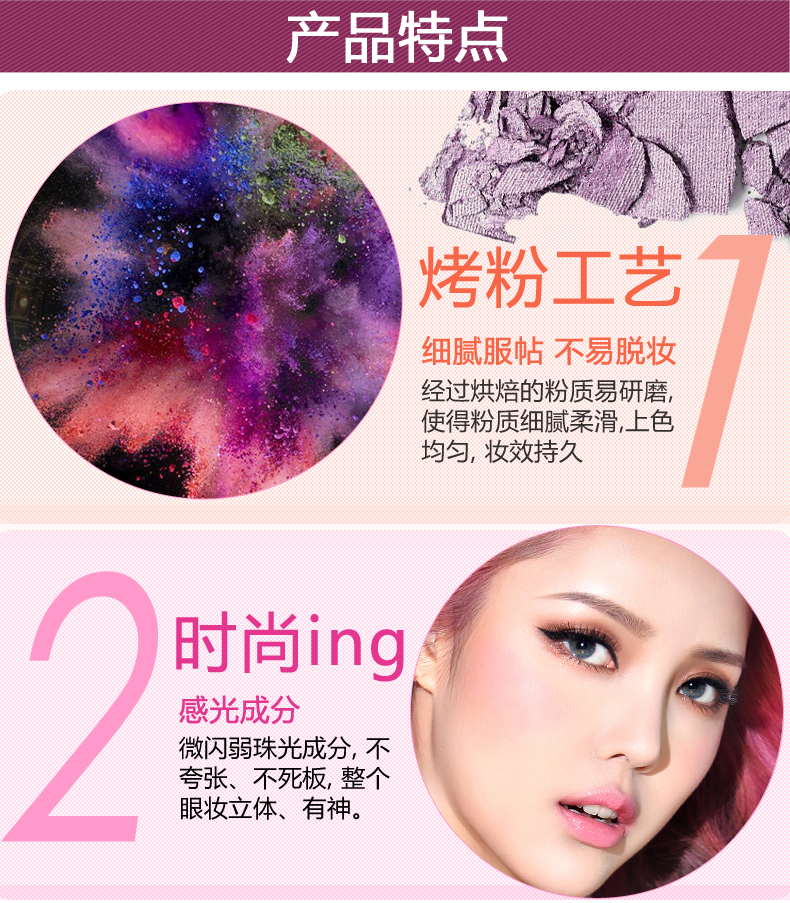 产品特点
烤粉工艺
1
细腻服帖 不易脱妆
经过烘焙的粉质易研磨,
使得粉质细腻柔滑,上色
均匀, 妆效持久
2
时尚ing
感光成分
微闪弱珠光成分, 不
夸张、不死板, 整个
眼妆立体、有神。